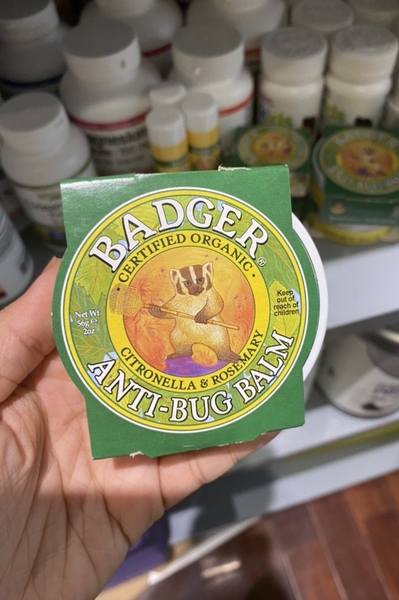 BADGER®
· CERTIFIED ORGANIC ·
Net Wt
56g e
2oz
Keep
out of
reach of
children
CITRONELLA & ROSEMARY
ANTI-BUG BALM